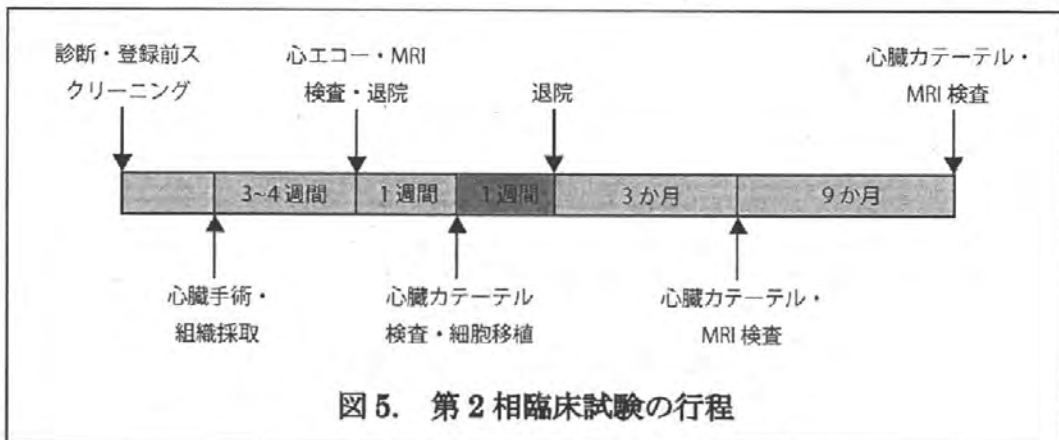 診断・登録前ス
クリーニング
心エコー・MRI
検査・退院
退院
心臓カテーテル・
MRI 検査
3~4 週間
1 週間
1 週間
3 か月
9 か月
心臓手術・
組織採取
心臓カテーテル
検査・細胞移植
心臓カテーテル・
MRI 検査
図 5. 第 2 相臨床試験の行程